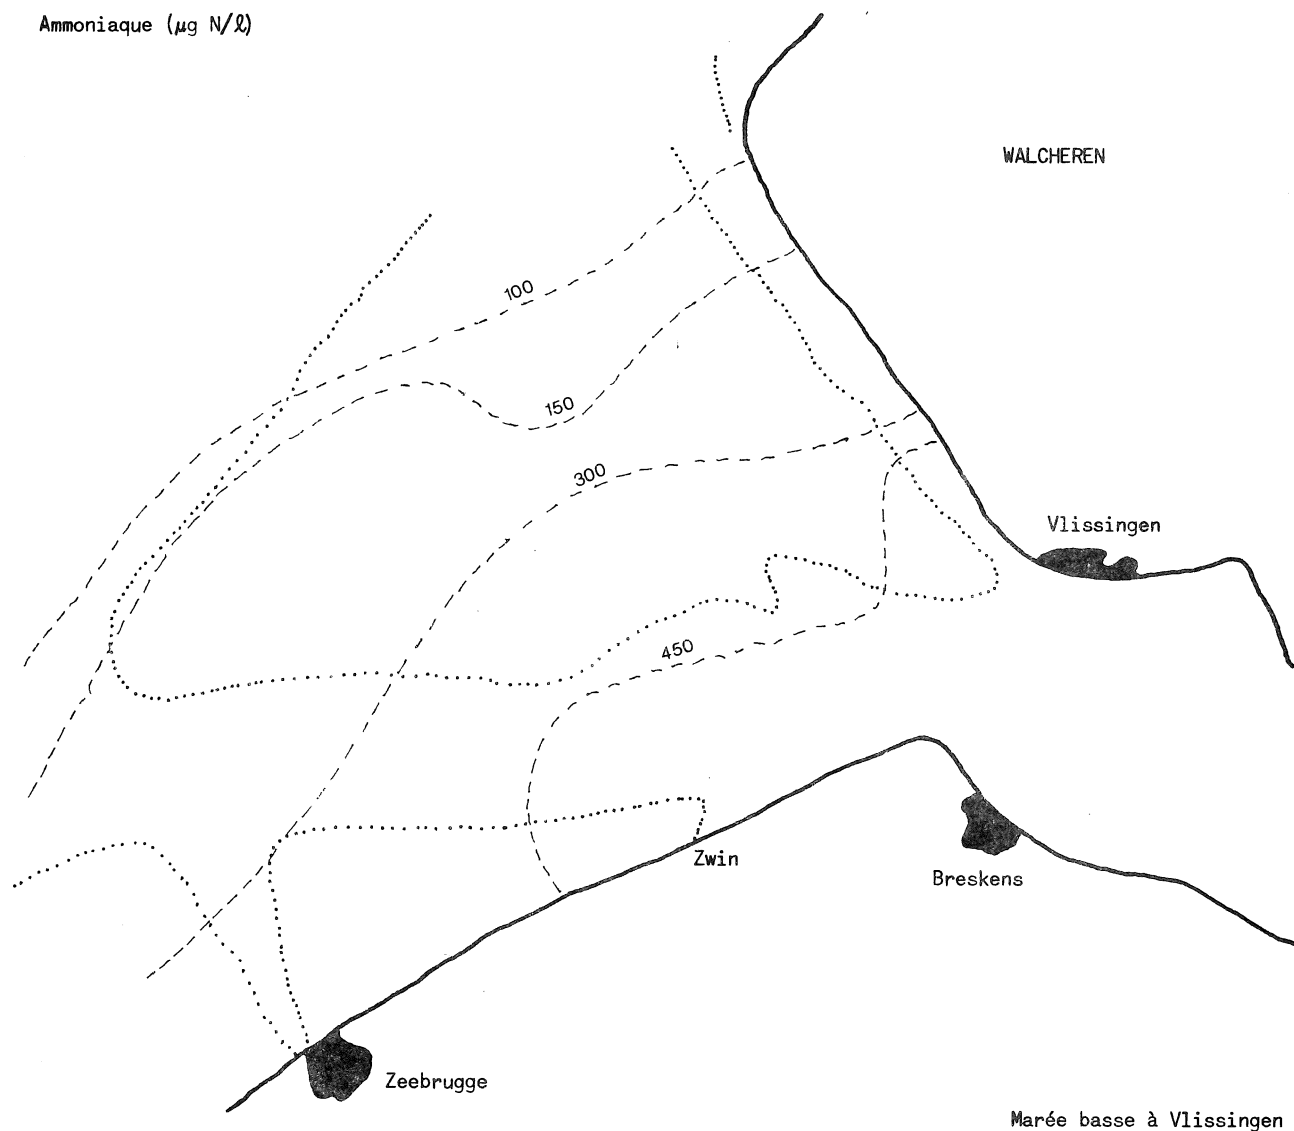 Ammoniaque (μg N/ℓ)
WALCHEREN
100
150
300
Vlissingen
450
Zwin
Breskens
Zeebrugge
Marée basse à Vlissingen